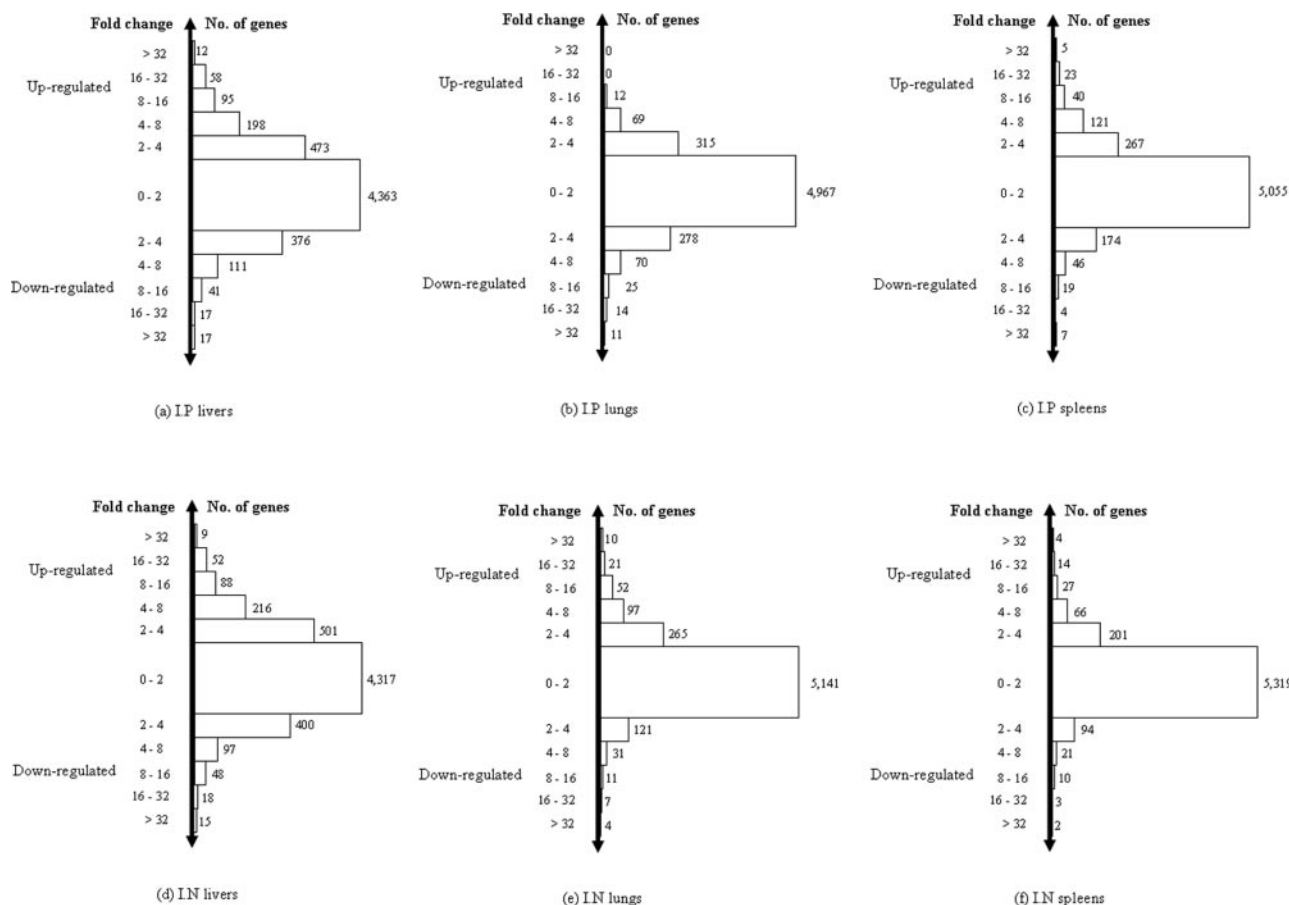 Fold change No. of genes
> 32 12
16 - 32 58
Up-regulated
8 - 16 95
4 - 8 198
2 - 4 473
0 - 2 4,363
2 - 4 376
4 - 8 111
Down-regulated
8 - 16 41
16 - 32 17
> 32 17
(a) I.P livers
Fold change No. of genes
> 32 0
16 - 32 0
Up-regulated
8 - 16 12
4 - 8 69
2 - 4 315
0 - 2 4,967
2 - 4 278
4 - 8 70
Down-regulated
8 - 16 25
16 - 32 14
> 32 11
(b) I.P lungs
Fold change No. of genes
> 32 5
16 - 32 23
Up-regulated
8 - 16 40
4 - 8 121
2 - 4 267
0 - 2 5,055
2 - 4 174
4 - 8 46
Down-regulated
8 - 16 19
16 - 32 4
> 32 7
(c) I.P spleens
Fold change No. of genes
> 32 9
16 - 32 52
Up-regulated
8 - 16 88
4 - 8 216
2 - 4 501
0 - 2 4,317
2 - 4 400
4 - 8 97
Down-regulated
8 - 16 48
16 - 32 18
> 32 15
(d) I.N livers
Fold change No. of genes
> 32 10
16 - 32 21
Up-regulated
8 - 16 52
4 - 8 97
2 - 4 265
0 - 2 5,141
2 - 4 121
4 - 8 31
Down-regulated
8 - 16 11
16 - 32 7
> 32 4
(e) I.N lungs
Fold change No. of genes
> 32 4
16 - 32 14
Up-regulated
8 - 16 27
4 - 8 66
2 - 4 201
0 - 2 5,319
2 - 4 94
4 - 8 21
Down-regulated
8 - 16 10
16 - 32 3
> 32 2
(f) I.N spleens